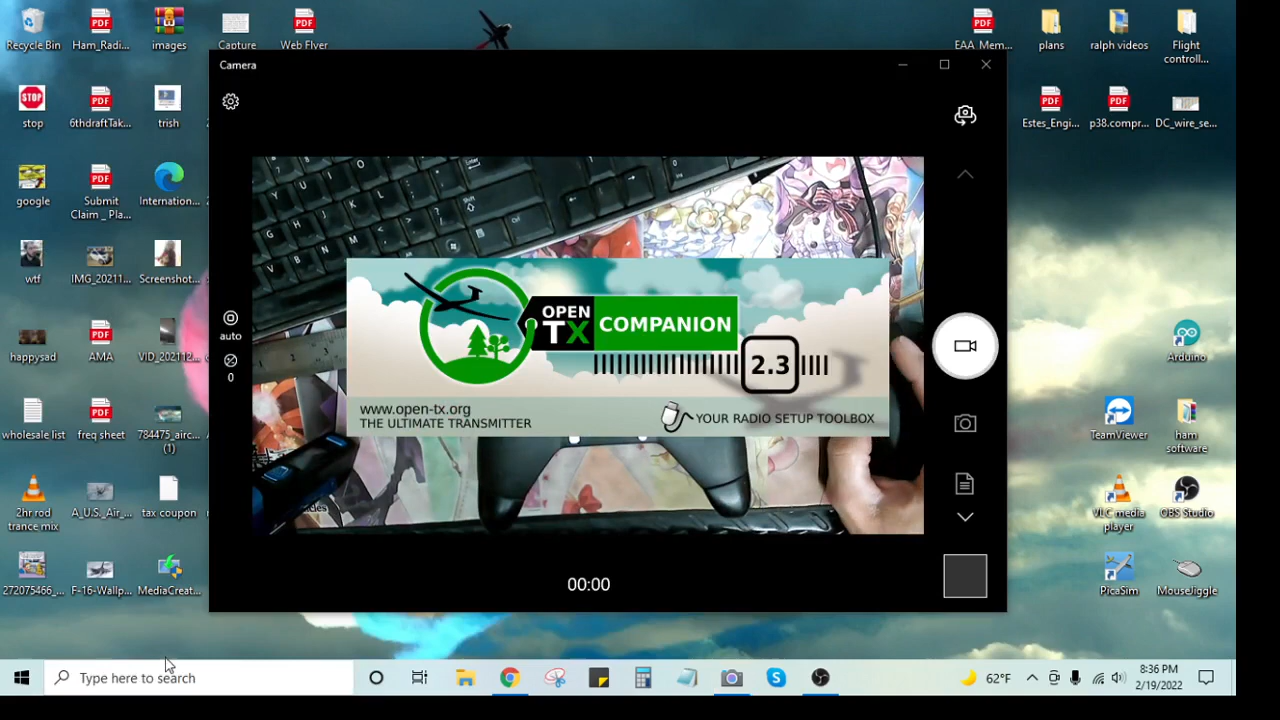 Recycle Bin
Ham_Radi...
images
Capture
Web Flyer
EAA_Mem...
plans
ralph videos
Flight
controll...
Camera
STOP
stop
6thdraftTak...
trish
Estes_Engi...
p38.compr...
DC_wire_se...
google
Submit
Claim _ Pla...
Internation...
wtf
IMG_20211...
Screenshot...
OPEN
TX
COMPANION
2.3
www.open-tx.org
THE ULTIMATE TRANSMITTER
YOUR RADIO SETUP TOOLBOX
auto
0
happysad
AMA
VID_202112...
Arduino
wholesale list
freq sheet
784475_airc...
(1)
TeamViewer
ham
software
2hr rod
trance mix
A_U.S._Air_...
tax coupon
VLC media
player
OBS Studio
272075466_...
F-16-Wallp...
MediaCreat...
00:00
PicaSim
MouseJiggle
Type here to search
62°F
8:36 PM
2/19/2022